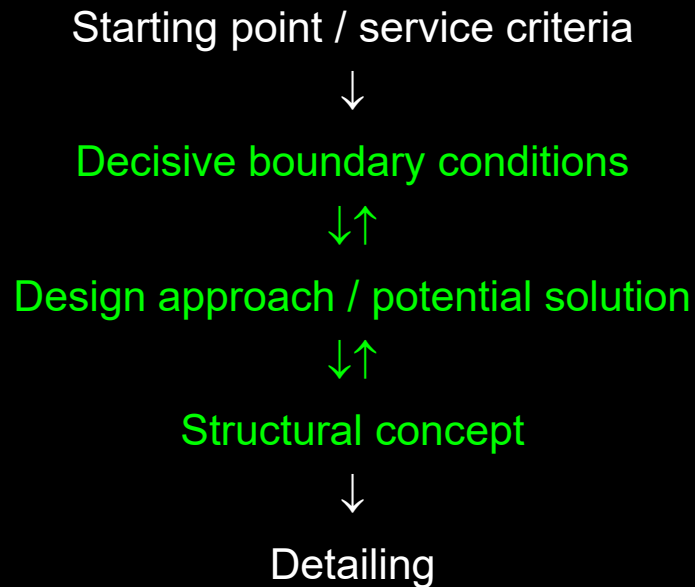 Starting point / service criteria
↓
Decisive boundary conditions
↓↑
Design approach / potential solution
↓↑
Structural concept
↓
Detailing